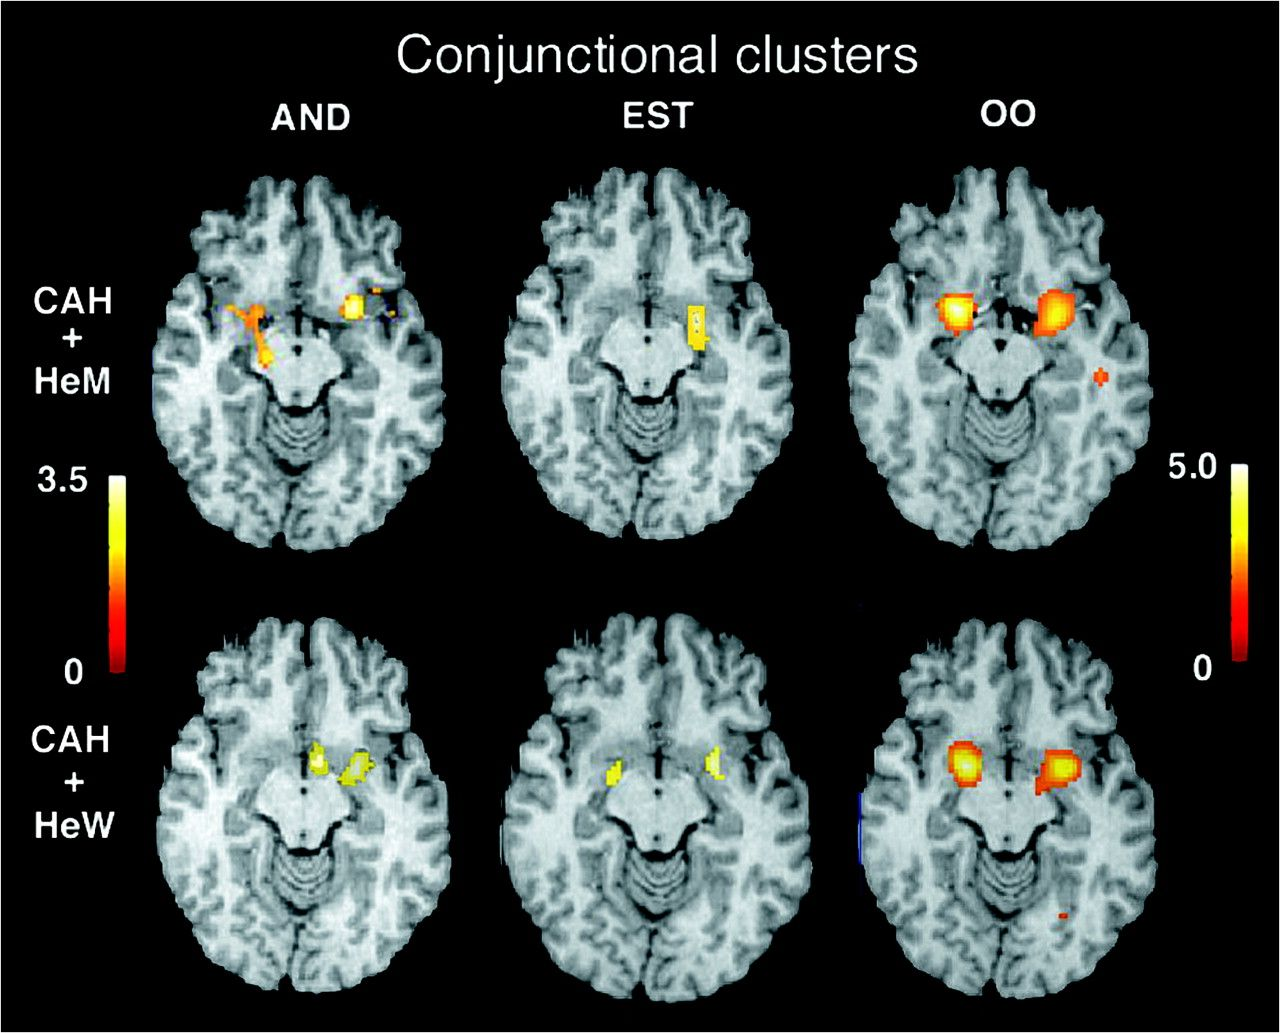 Conjunctional clusters
AND EST OO
CAH
+
HeM
3.5
0
5.0
0
CAH
+
HeW